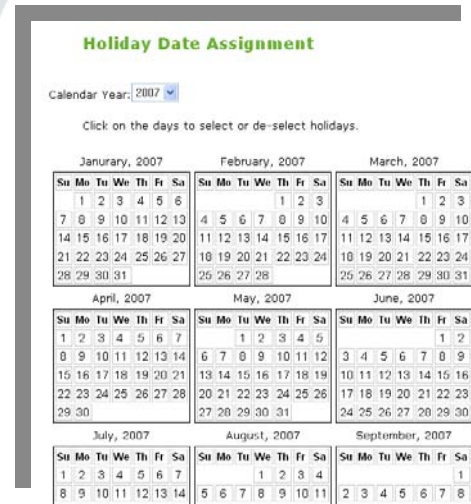 Holiday Date Assignment
Calendar Year: 2007
Click on the days to select or de-select holidays.
Janurary, 2007 February, 2007 March, 2007
Su Mo Tu We Th Fr Sa Su Mo Tu We Th Fr Sa Su Mo Tu We Th Fr Sa
1 2 3 4 5 6 1 2 3 1 2 3
7 8 9 10 11 12 13 4 5 6 7 8 9 10 4 5 6 7 8 9 10
14 15 16 17 18 19 20 11 12 13 14 15 16 17 11 12 13 14 15 16 17
21 22 23 24 25 26 27 18 19 20 21 22 23 24 18 19 20 21 22 23 24
28 29 30 31 25 26 27 28 25 26 27 28 29 30 31
April, 2007 May, 2007 June, 2007
Su Mo Tu We Th Fr Sa Su Mo Tu We Th Fr Sa Su Mo Tu We Th Fr Sa
1 2 3 4 5 6 7 1 2 3 4 5 1 2
8 9 10 11 12 13 14 6 7 8 9 10 11 12 3 4 5 6 7 8 9
15 16 17 18 19 20 21 13 14 15 16 17 18 19 10 11 12 13 14 15 16
22 23 24 25 26 27 28 20 21 22 23 24 25 26 17 18 19 20 21 22 23
29 30 27 28 29 30 31 24 25 26 27 28 29 30
July, 2007 August, 2007 September, 2007
Su Mo Tu We Th Fr Sa Su Mo Tu We Th Fr Sa Su Mo Tu We Th Fr Sa
1 2 3 4 5 6 7 1 2 3 4 1
8 9 10 11 12 13 14 5 6 7 8 9 10 11 2 3 4 5 6 7 8